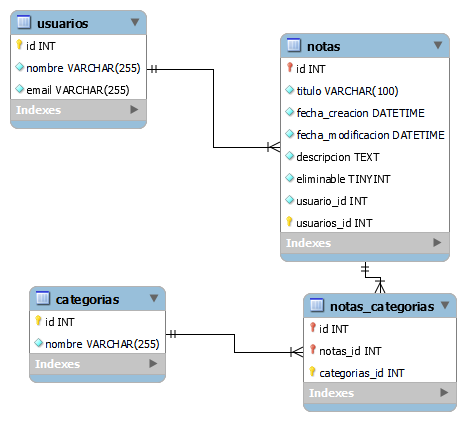 usuarios
id INT
nombre VARCHAR(255)
email VARCHAR(255)
Indexes
notas
id INT
titulo VARCHAR(100)
fecha_creacion DATETIME
fecha_modificacion DATETIME
descripcion TEXT
eliminable TINYINT
usuario_id INT
usuarios_id INT
Indexes
categorias
id INT
nombre VARCHAR(255)
Indexes
notas_categorias
id INT
notas_id INT
categorias_id INT
Indexes